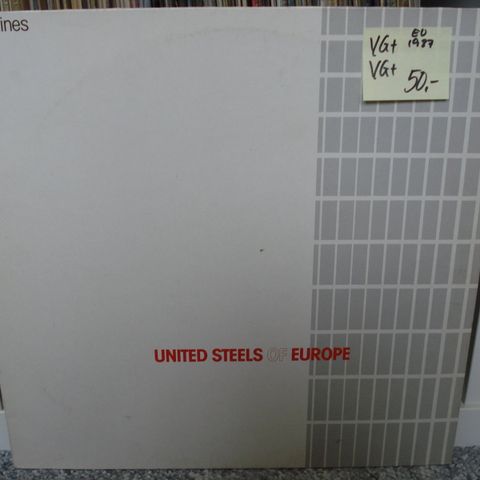 ines
VG+ EU
1987
VG+
50,-
UNITED STEELS OF EUROPE